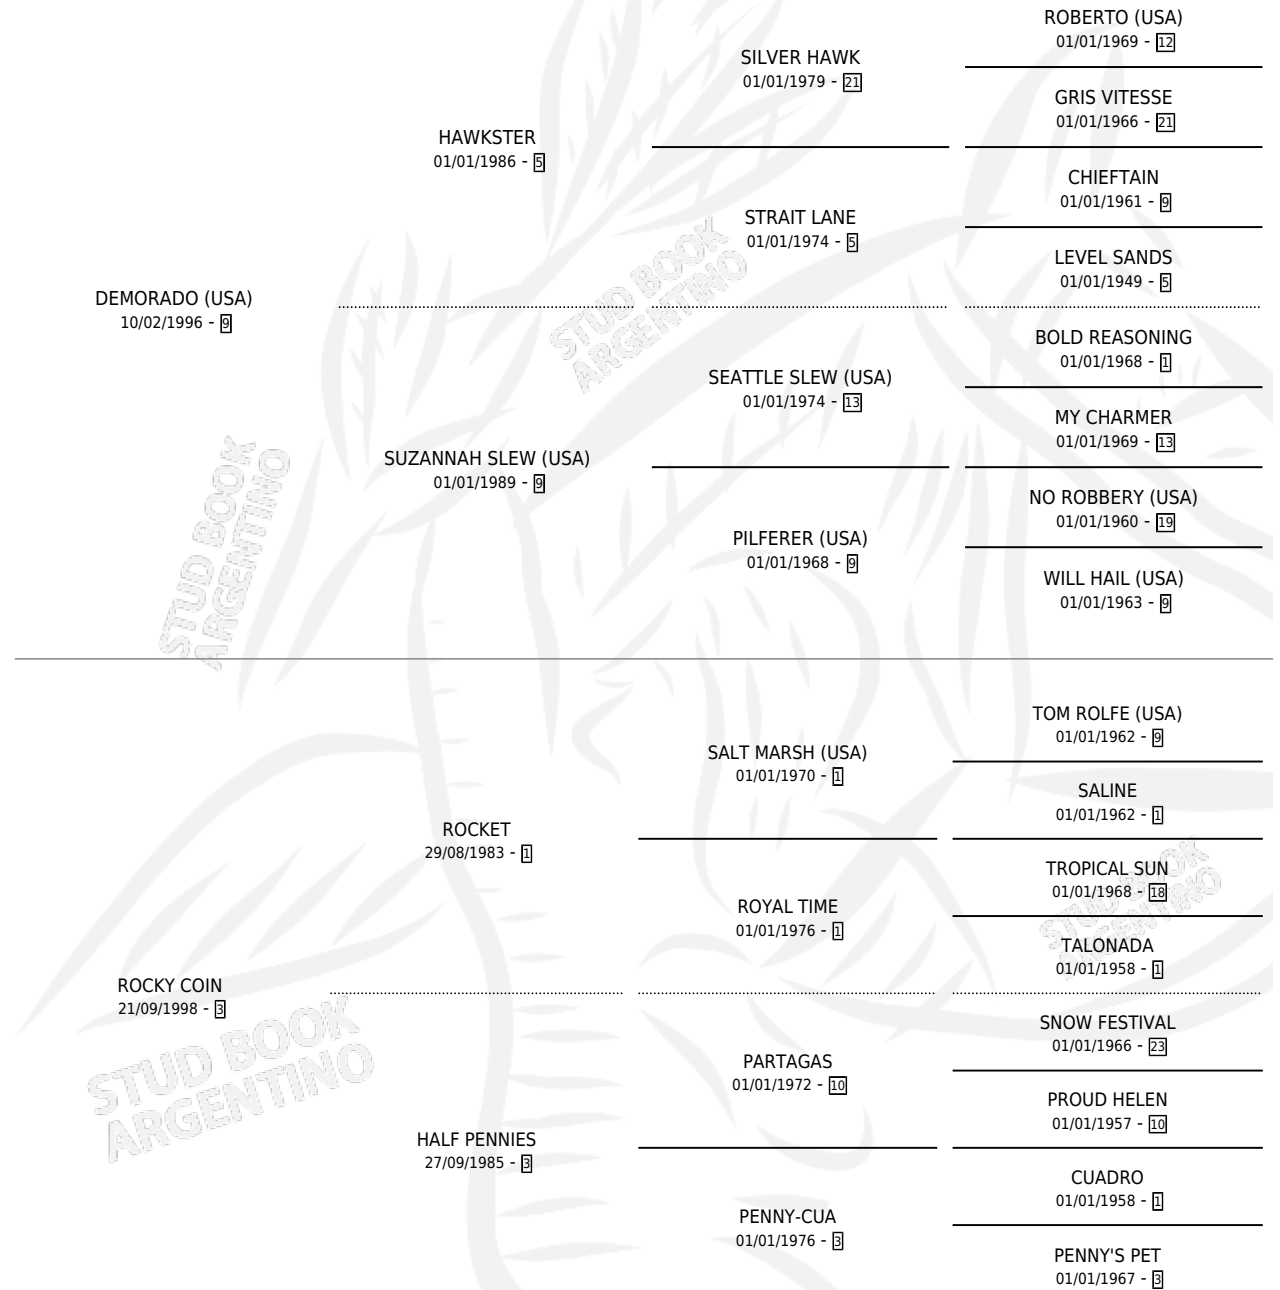 ROBERTO (USA)
01/01/1969 - 12
SILVER HAWK
01/01/1979 - 21
GRIS VITESSE
01/01/1966 - 21
HAWKSTER
01/01/1986 - 5
CHIEFTAIN
01/01/1961 - 9
STRAIT LANE
01/01/1974 - 5
LEVEL SANDS
01/01/1949 - 5
DEMORADO (USA)
10/02/1996 - 9
BOLD REASONING
01/01/1968 - 1
SEATTLE SLEW (USA)
01/01/1974 - 13
MY CHARMER
01/01/1969 - 13
SUZANNAH SLEW (USA)
01/01/1989 - 9
NO ROBBERY (USA)
01/01/1960 - 19
PILFERER (USA)
01/01/1968 - 9
WILL HAIL (USA)
01/01/1963 - 9
STUD BOOK
ARGENTINO
STUD BOOK
ARGENTINO
TOM ROLFE (USA)
01/01/1962 - 9
SALT MARSH (USA)
01/01/1970 - 1
SALINE
01/01/1962 - 1
ROCKET
29/08/1983 - 1
TROPICAL SUN
01/01/1968 - 18
ROYAL TIME
01/01/1976 - 1
TALONADA
01/01/1958 - 1
STUD BOOK
ARGENTINO
ROCKY COIN
21/09/1998 - 3
SNOW FESTIVAL
01/01/1966 - 23
PARTAGAS
01/01/1972 - 10
PROUD HELEN
01/01/1957 - 10
STUD BOOK
ARGENTINO
HALF PENNIES
27/09/1985 - 3
CUADRO
01/01/1958 - 1
PENNY-CUA
01/01/1976 - 3
PENNY'S PET
01/01/1967 - 3